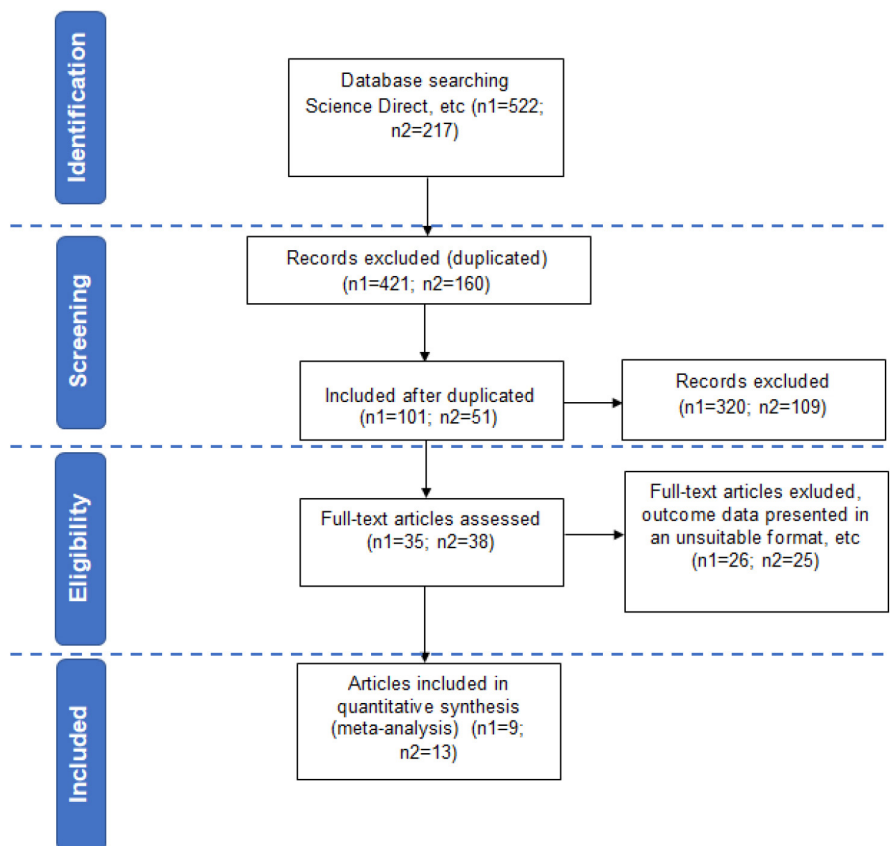 Identification
Database searching
Science Direct, etc (n1=522;
n2=217)
Screening
Records excluded (duplicated)
(n1=421; n2=160)
Included after duplicated
(n1=101; n2=51)
Records excluded
(n1=320; n2=109)
Eligibility
Full-text articles assessed
(n1=35; n2=38)
Full-text articles exluded,
outcome data presented in
an unsuitable format, etc
(n1=26; n2=25)
Included
Articles included in
quantitative synthesis
(meta-analysis) (n1=9;
n2=13)